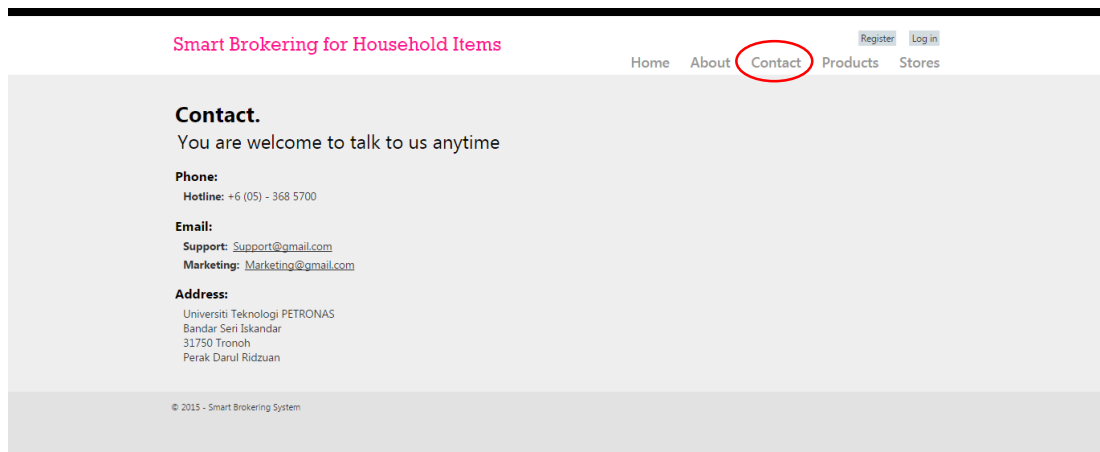 Smart Brokering for Household Items
Register Log in
Home About Contact Products Stores
Contact.
You are welcome to talk to us anytime
Phone:
Hotline: +6 (05) - 368 5700
Email:
Support: Support@gmail.com
Marketing: Marketing@gmail.com
Address:
Universiti Teknologi PETRONAS
Bandar Seri Iskandar
31750 Tronoh
Perak Darul Ridzuan
© 2015 - Smart Brokering System